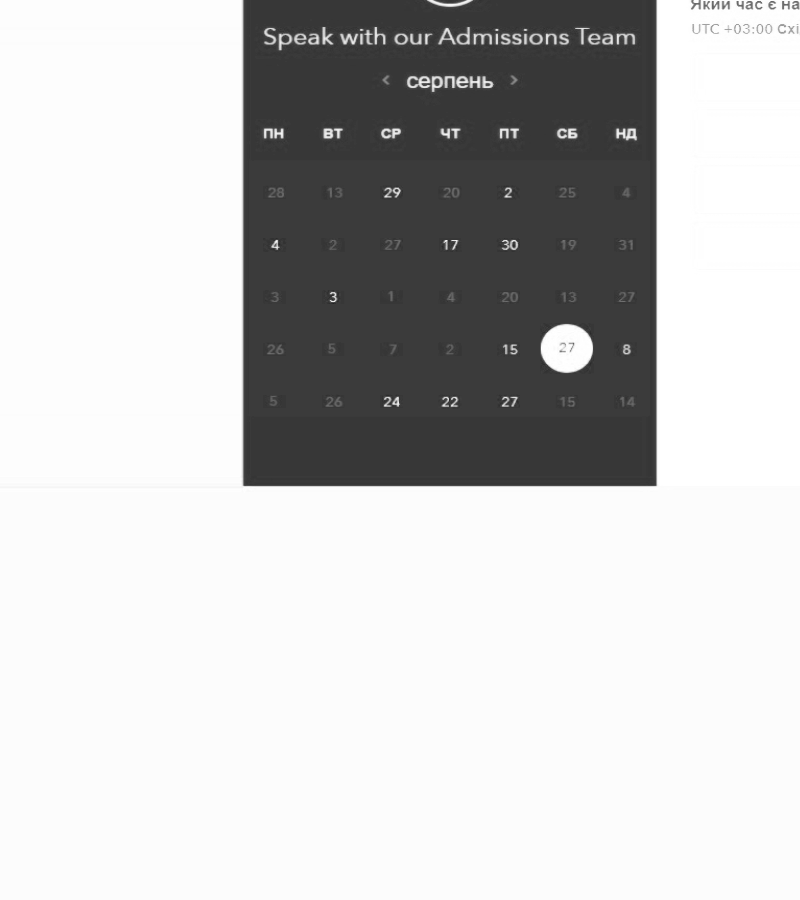 Який час є на
Speak with our Admissions Team
UTC +03:00 Схі
‹ серпень ›
ПН ВТ СР ЧТ ПТ СБ НД
28 13 29 20 2 25 4
4 2 27 17 30 19 31
3 3 1 4 20 13 27
26 5 7 2 15 27 8
5 26 24 22 27 15 14